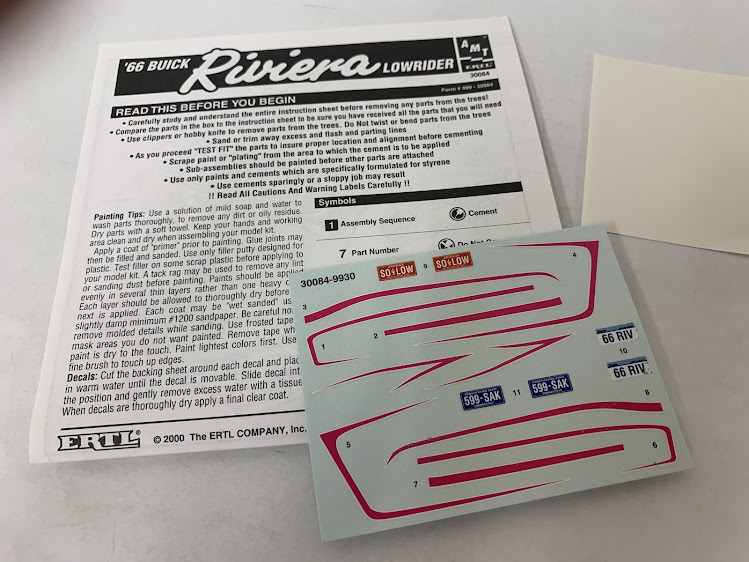 '66 BUICK Riviera LOWRIDER
AMT
ERTL
30084
Form # 999 - 30084
READ THIS BEFORE YOU BEGIN
• Carefully study and understand the entire instruction sheet before removing any parts from the trees!
• Compare the parts in the box to the instruction sheet to be sure you have received all the parts that you will need
• Use clippers or hobby knife to remove parts from the trees. Do Not twist or bend parts from the trees
• Sand or trim away excess and flash and parting lines
• As you proceed "TEST FIT" the parts to insure proper location and alignment before cementing
• Scrape paint or "plating" from the area to which the cement is to be applied
• Sub-assemblies should be painted before other parts are attached
• Use only paints and cements which are specifically formulated for styrene
• Use cements sparingly or a sloppy job may result
!! Read All Cautions And Warning Labels Carefully !!
Painting Tips: Use a solution of mild soap and water to
wash parts thoroughly, to remove any dirt or oily residue.
Dry parts with a soft towel. Keep your hands and working
area clean and dry when assembling your model kit.
Apply a coat of "primer" prior to painting. Glue joints may
then be filled and sanded. Use only filler putty designed for
plastic. Test filler on some scrap plastic before applying to
your model kit. A tack rag may be used to remove any lint
or sanding dust before painting. Paints should be applied
evenly in several thin layers rather than one heavy
Each layer should be allowed to thoroughly dry before
next is applied. Each coat may be "wet sanded"
slightly damp minimum #1200 sandpaper. Be careful
remove molded details while sanding. Use frosted tape
mask areas you do not want painted. Remove tape
paint is dry to the touch. Paint lightest colors first. Use
fine brush to touch up edges.
Decals: Cut the backing sheet around each decal and place
in warm water until the decal is movable. Slide decal
the position and gently remove excess water with a tissue
When decals are thoroughly dry apply a final clear coat.
ERTL® © 2000 The ERTL COMPANY, Inc.
Symbols
1 Assembly Sequence
Cement
7 Part Number
Do Not
30084-9930
SO LOW
9
SO LOW
4
3
1
2
66 RIV
10
66 RIV
599-SAK
11
599-SAK
8
5
6
7